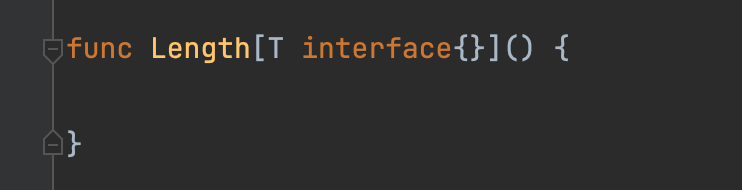 func Length[T interface{}]() {
}